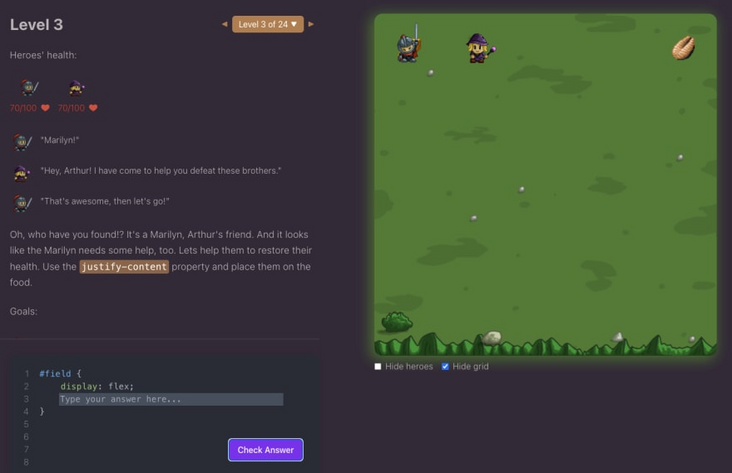 Level 3
Level 3 of 24
Heroes' health:
70/100 70/100
"Marilyn!"
"Hey, Arthur! I have come to help you defeat these brothers."
"That's awesome, then let's go!"
Oh, who have you found!? It's a Marilyn, Arthur's friend. And it looks
like the Marilyn needs some help, too. Lets help them to restore their
health. Use the justify-content property and place them on the
food.
Goals:
1 #field {
2 display: flex;
3 Type your answer here...
4 }
5
6
7
8
Check Answer
Hide heroes Hide grid